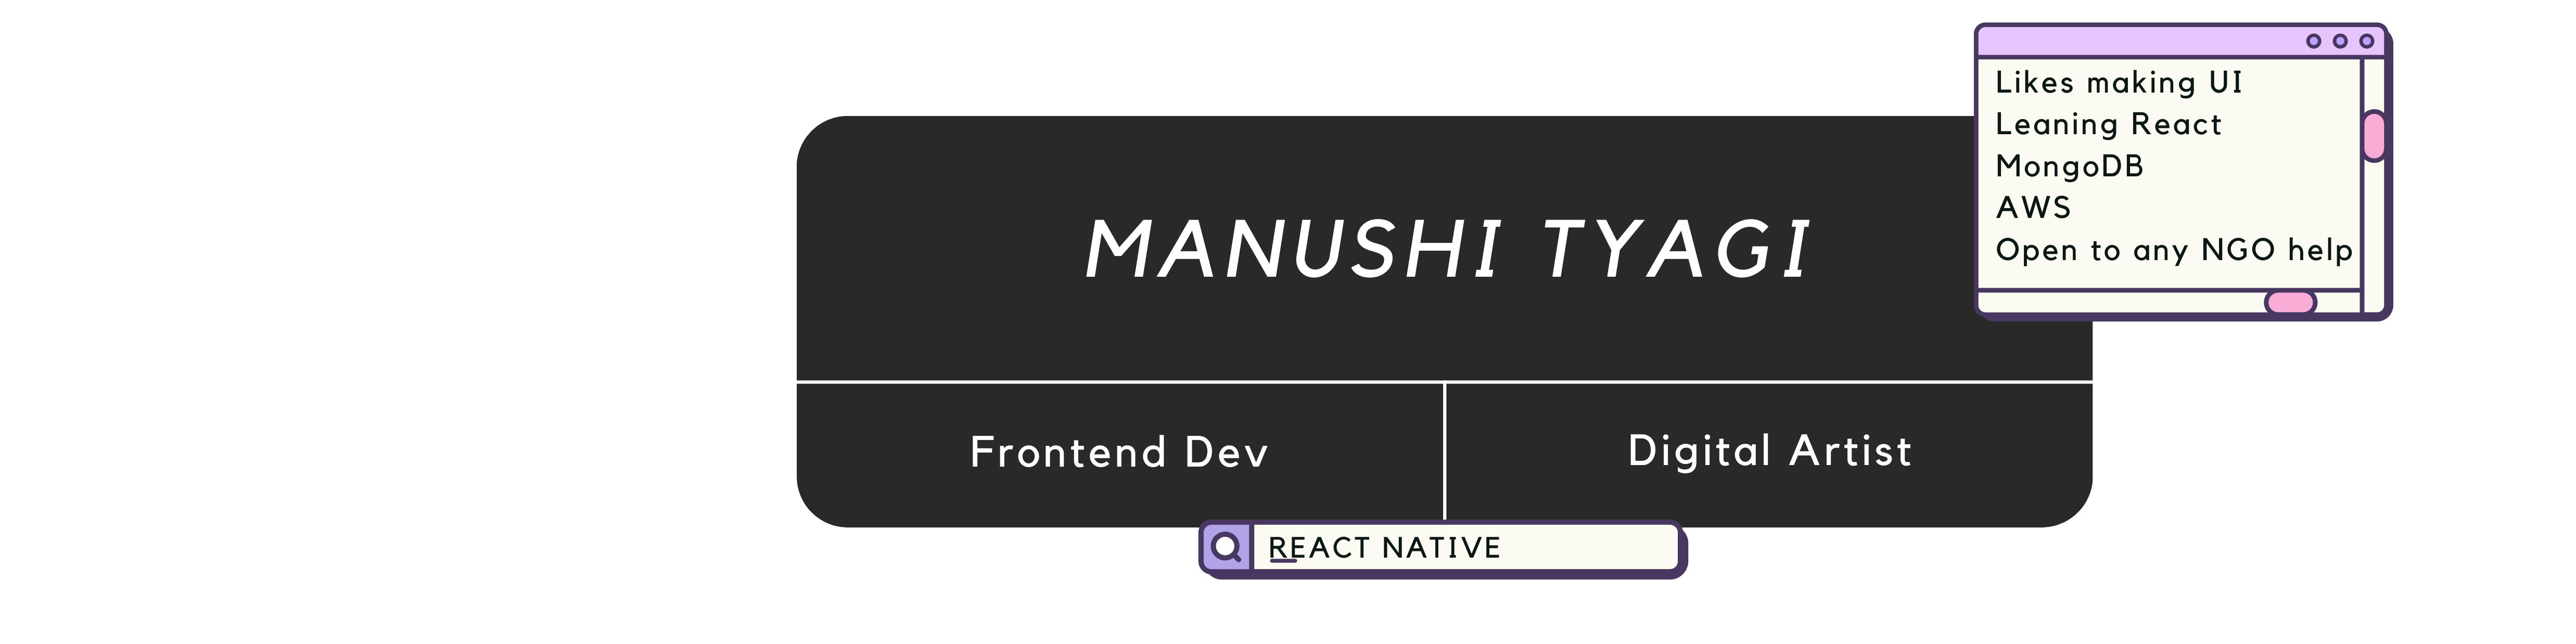 Likes making UI
Leaning React
MongoDB
AWS
Open to any NGO help
MANUSHI TYAGI
Frontend Dev
Digital Artist
REACT NATIVE